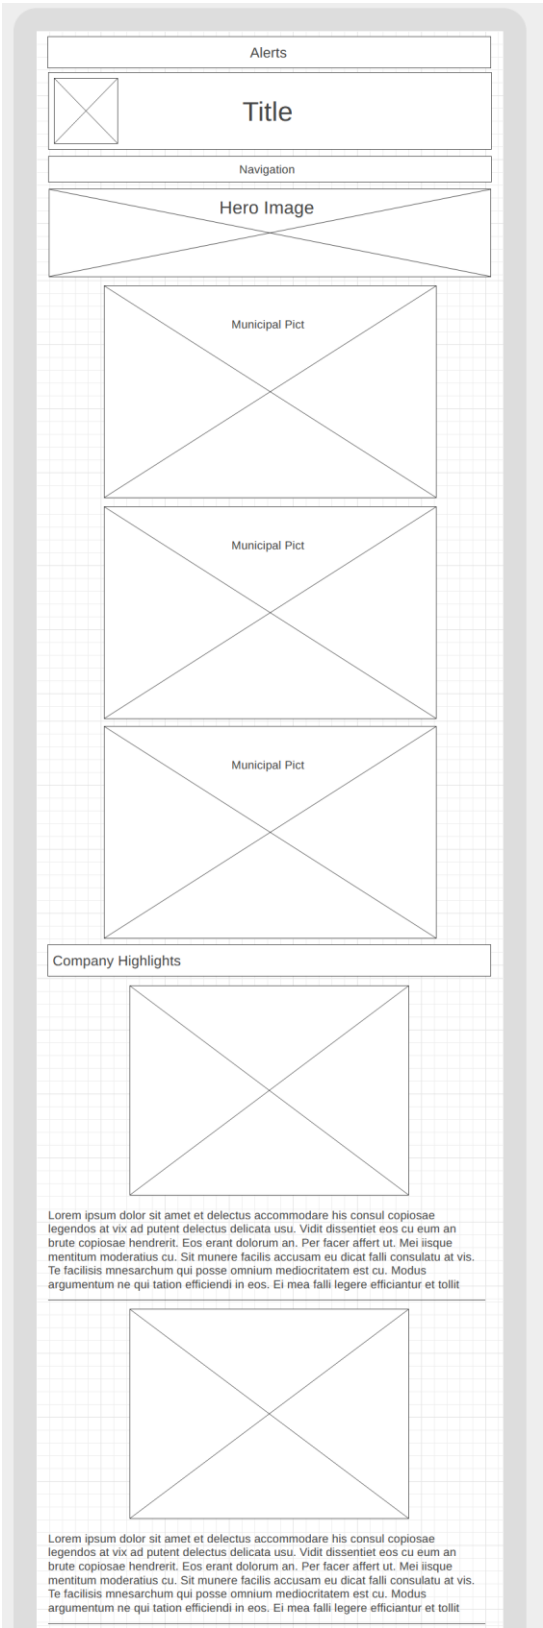 Alerts
Title
Navigation
Hero Image
Municipal Pict
Municipal Pict
Municipal Pict
Company Highlights
Lorem ipsum dolor sit amet et delectus accommodare his consul copiosae
legendos at vix ad putent delectus delicata usu. Vidit dissentiet eos cu eum an
brute copiosae hendrerit. Eos erant dolorum an. Per facer affert ut. Mei iisque
mentitum moderatius cu. Sit munere facilis accusam eu dicat falli consulatu at vis.
Te facilisis mnesarchum qui posse omnium mediocritatem est cu. Modus
argumentum ne qui tation efficiendi in eos. Ei mea falli legere efficiantur et tollit
Lorem ipsum dolor sit amet et delectus accommodare his consul copiosae
legendos at vix ad putent delectus delicata usu. Vidit dissentiet eos cu eum an
brute copiosae hendrerit. Eos erant dolorum an. Per facer affert ut. Mei iisque
mentitum moderatius cu. Sit munere facilis accusam eu dicat falli consulatu at vis.
Te facilisis mnesarchum qui posse omnium mediocritatem est cu. Modus
argumentum ne qui tation efficiendi in eos. Ei mea falli legere efficiantur et tollit